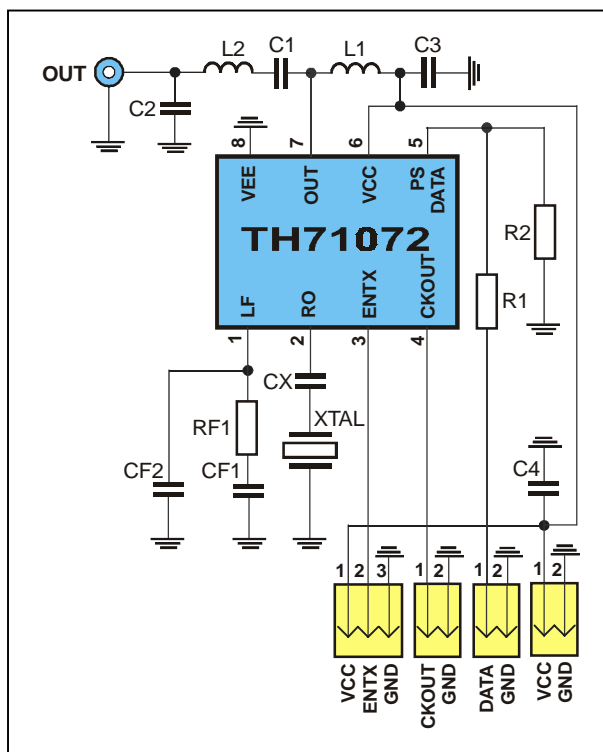 L2 C1 L1 C3
OUT
C2
8 7 6 5
VEE OUT VCC PS DATA
TH71072
R2
LF RO ENTX CKOUT
R1
1 2 3 4
CX
XTAL
RF1
CF2 CF1
C4
1 2 3 1 2 1 2 1 2
VCC ENTX GND CKOUT GND DATA GND VCC GND